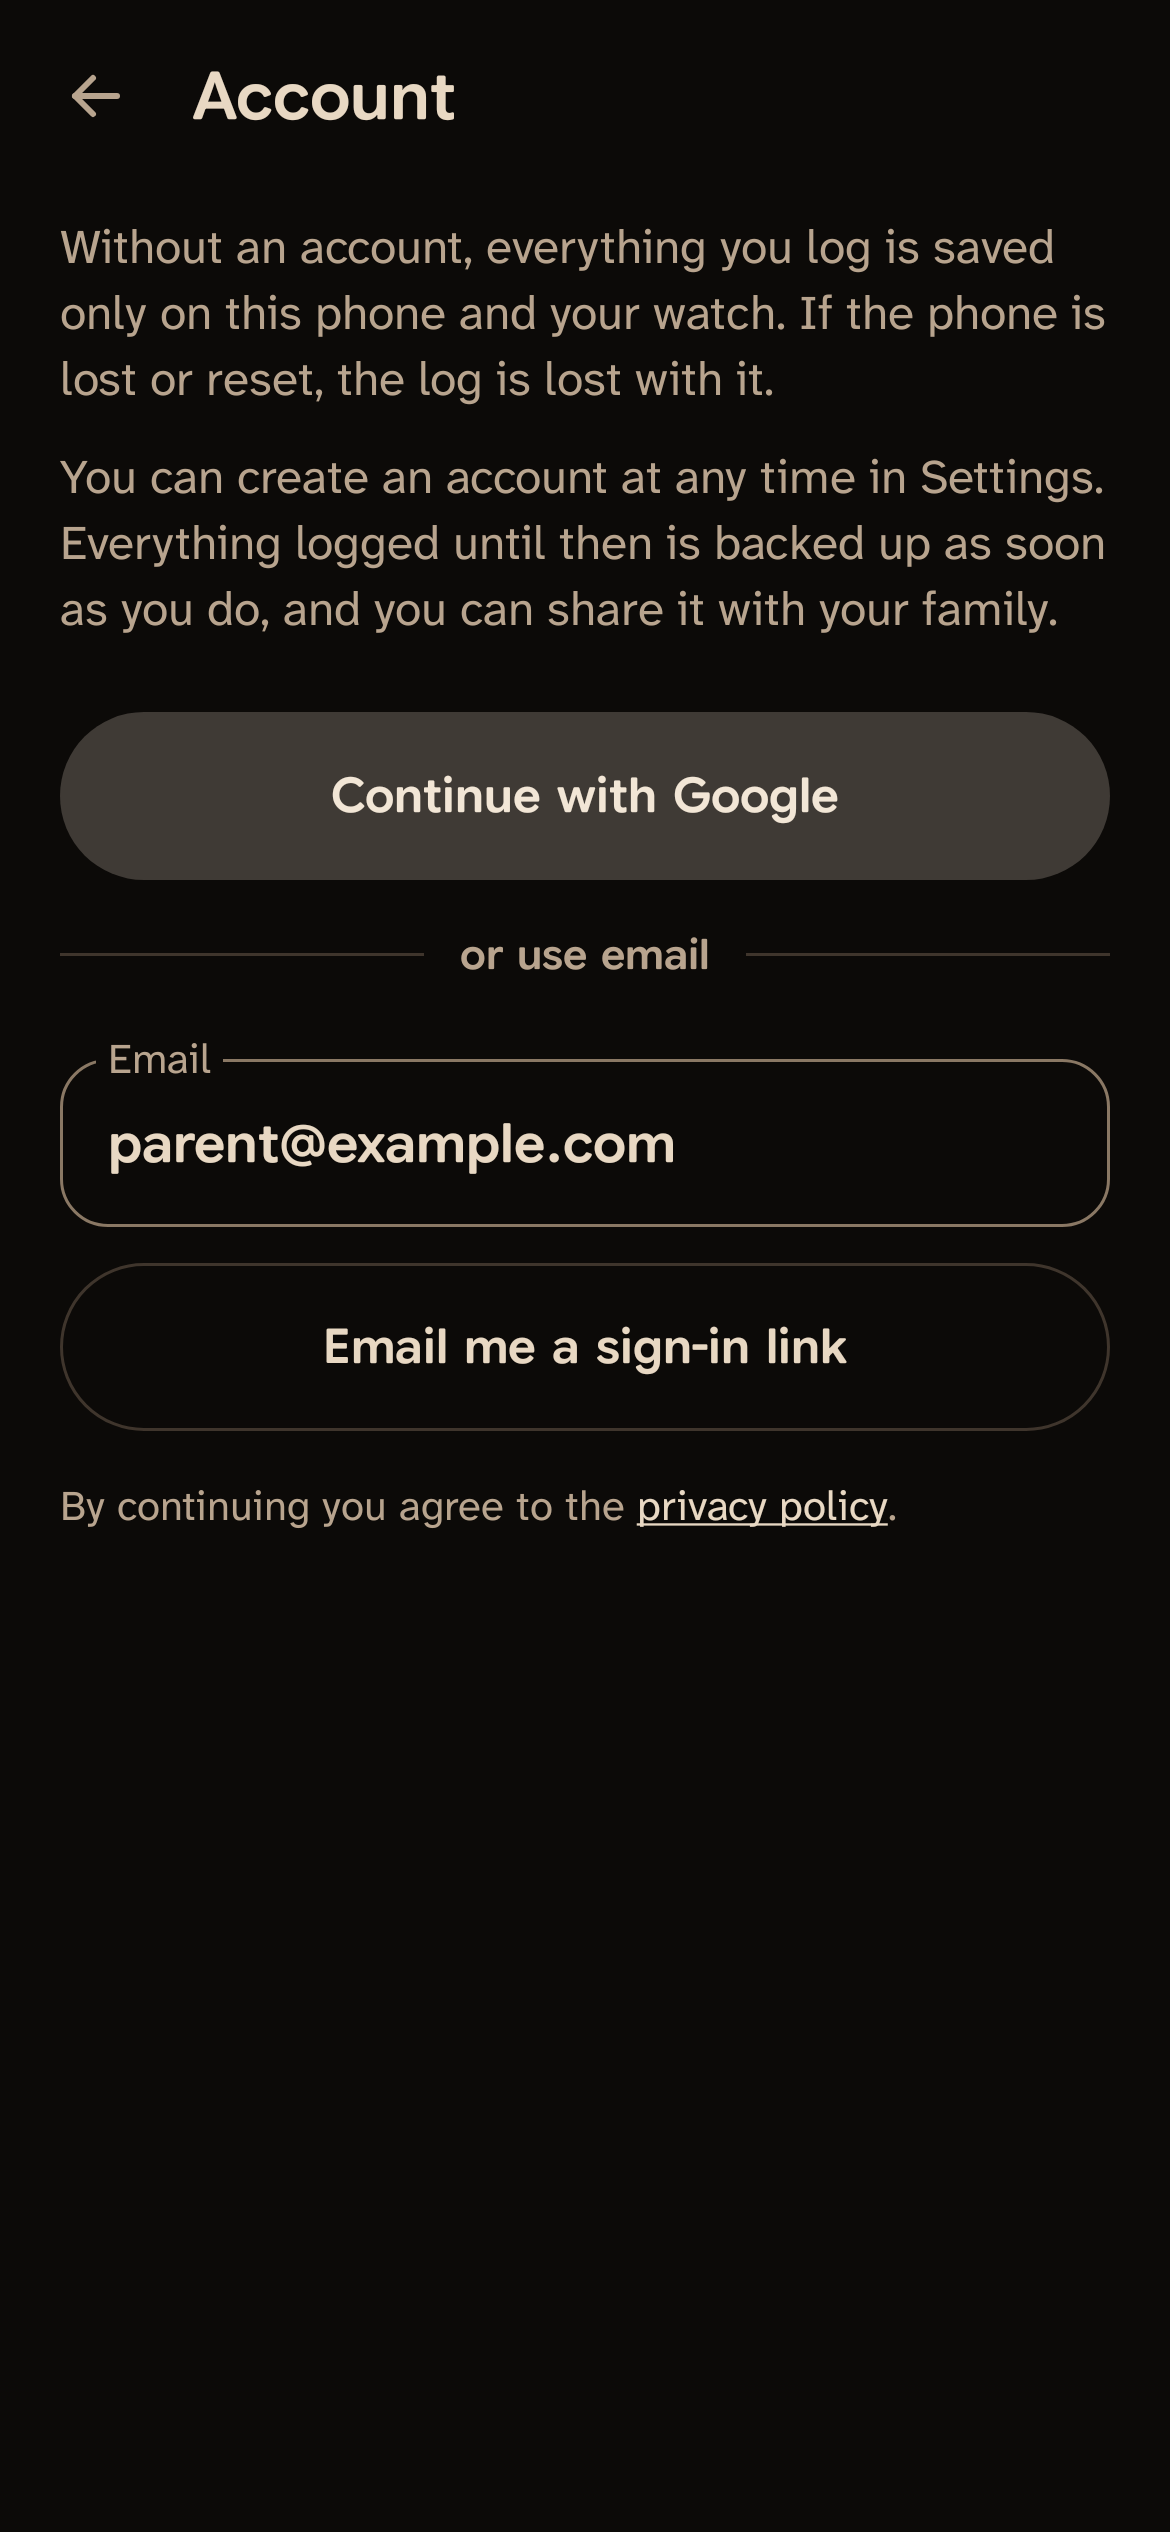 Account
Without an account, everything you log is saved
only on this phone and your watch. If the phone is
lost or reset, the log is lost with it.
You can create an account at any time in Settings.
Everything logged until then is backed up as soon
as you do, and you can share it with your family.
Continue with Google
or use email
Email
parent@example.com
Email me a sign-in link
By continuing you agree to the privacy policy.